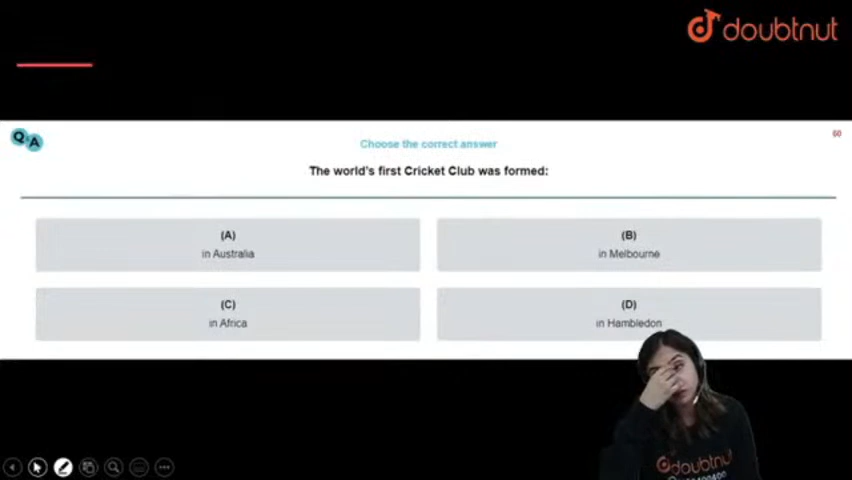 doubtnut
Q&A
Choose the correct answer
60
The world's first Cricket Club was formed:
(A)
in Australia
(B)
in Melbourne
(C)
in Africa
(D)
in Hambledon
doubtnut